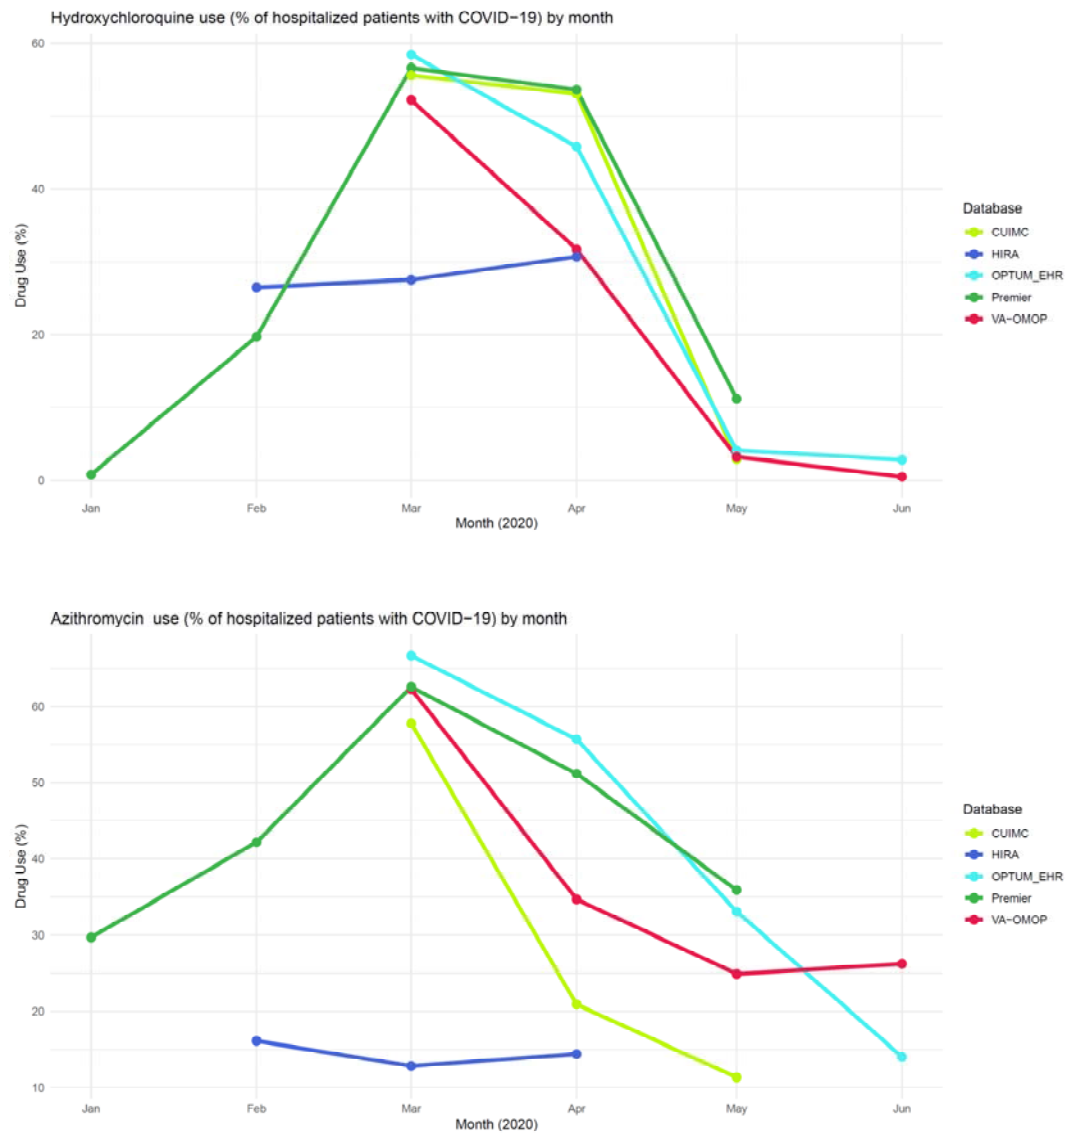 Hydroxychloroquine use (% of hospitalized patients with COVID−19) by month
60
40
20
0
Drug Use (%)
Jan Feb Mar Apr May Jun
Month (2020)
Database
CUIMC
HIRA
OPTUM_EHR
Premier
VA−OMOP
Azithromycin  use (% of hospitalized patients with COVID−19) by month
60
50
40
30
20
10
Drug Use (%)
Jan Feb Mar Apr May Jun
Month (2020)
Database
CUIMC
HIRA
OPTUM_EHR
Premier
VA−OMOP